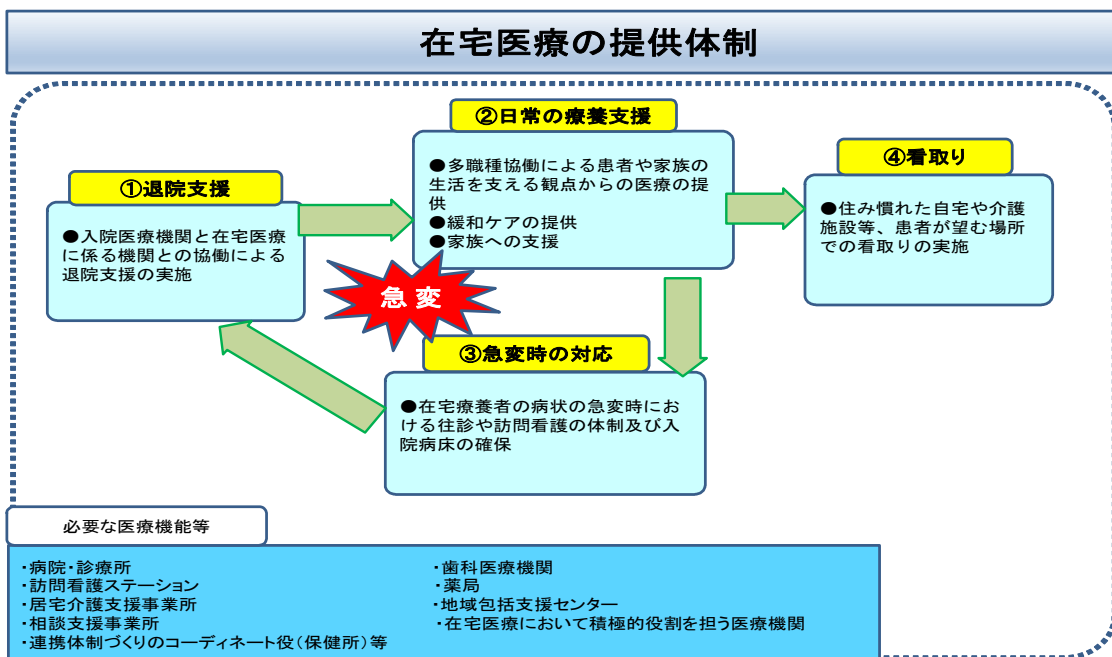 在宅医療の提供体制
①退院支援
●入院医療機関と在宅医療
に係る機関との協働による
退院支援の実施
②日常の療養支援
●多職種協働による患者や家族の
生活を支える観点からの医療の提
供
●緩和ケアの提供
●家族への支援
④看取り
●住み慣れた自宅や介護
施設等、患者が望む場所
での看取りの実施
急変
③急変時の対応
●在宅療養者の病状の急変時にお
ける往診や訪問看護の体制及び入
院病床の確保
必要な医療機能等
・病院・診療所
・訪問看護ステーション
・居宅介護支援事業所
・相談支援事業所
・連携体制づくりのコーディネート役(保健所)等
・歯科医療機関
・薬局
・地域包括支援センター
・在宅医療において積極的役割を担う医療機関